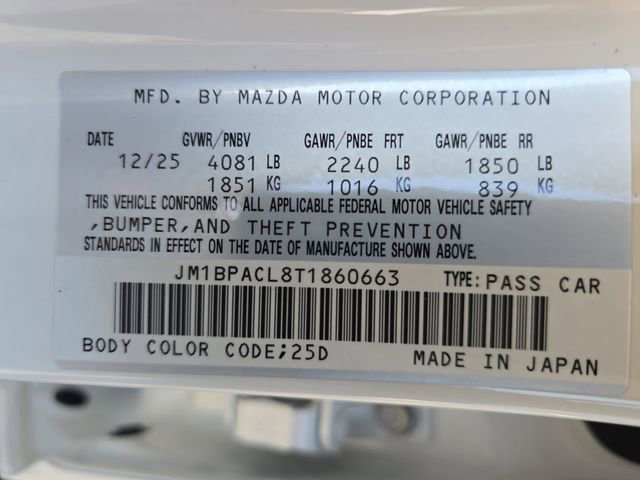 MFD. BY MAZDA MOTOR CORPORATION
DATE GVWR/PNBV GAWR/PNBE FRT GAWR/PNBE RR
12/25 4081 LB 2240 LB 1850 LB
1851 KG 1016 KG 839 KG
THIS VEHICLE CONFORMS TO ALL APPLICABLE FEDERAL MOTOR VEHICLE SAFETY
,BUMPER,AND THEFT PREVENTION
STANDARDS IN EFFECT ON THE DATE OF MANUFACTURE SHOWN ABOVE.
JM1BPACL8T1860663 TYPE:PASS CAR
BODY COLOR CODE;25D MADE IN JAPAN